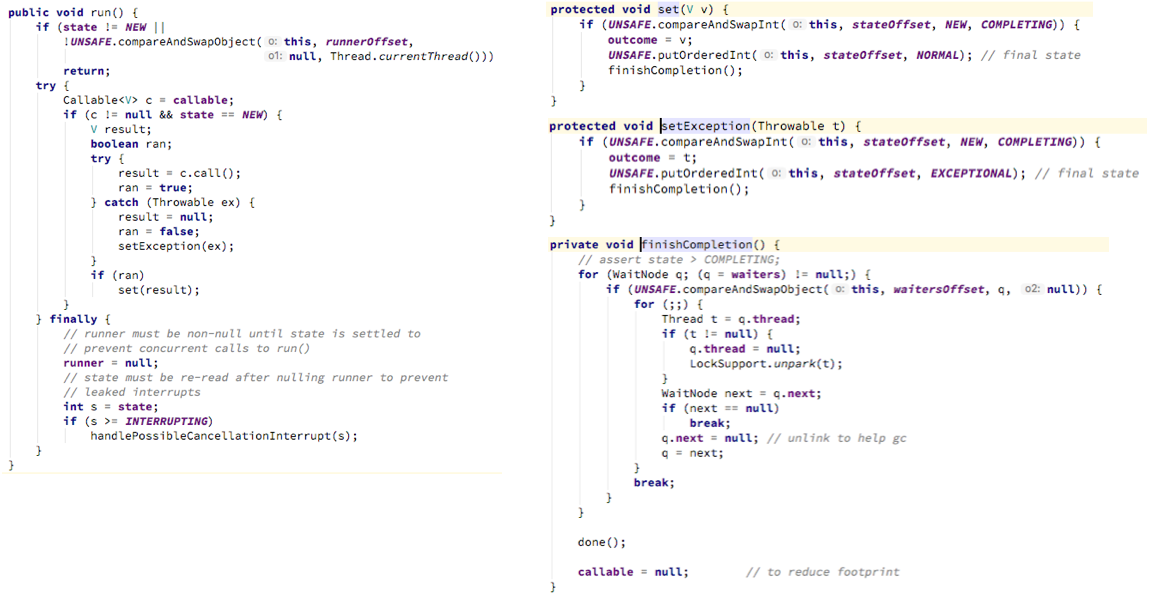 public void run() {
    if (state != NEW ||
        !UNSAFE.compareAndSwapObject( o: this, runnerOffset,
                                     o1: null, Thread.currentThread()))
        return;
    try {
        Callable<V> c = callable;
        if (c != null && state == NEW) {
            V result;
            boolean ran;
            try {
                result = c.call();
                ran = true;
            } catch (Throwable ex) {
                result = null;
                ran = false;
                setException(ex);
            }
            if (ran)
                set(result);
        }
    } finally {
        // runner must be non-null until state is settled to
        // prevent concurrent calls to run()
        runner = null;
        // state must be re-read after nulling runner to prevent
        // leaked interrupts
        int s = state;
        if (s >= INTERRUPTING)
            handlePossibleCancellationInterrupt(s);
    }
}
protected void set(V v) {
    if (UNSAFE.compareAndSwapInt( o: this, stateOffset, NEW, COMPLETING)) {
        outcome = v;
        UNSAFE.putOrderedInt( o: this, stateOffset, NORMAL); // final state
        finishCompletion();
    }
}
protected void setException(Throwable t) {
    if (UNSAFE.compareAndSwapInt( o: this, stateOffset, NEW, COMPLETING)) {
        outcome = t;
        UNSAFE.putOrderedInt( o: this, stateOffset, EXCEPTIONAL); // final state
        finishCompletion();
    }
}
private void finishCompletion() {
    // assert state > COMPLETING;
    for (WaitNode q; (q = waiters) != null;) {
        if (UNSAFE.compareAndSwapObject( o: this, waitersOffset, q, o2: null)) {
            for (;;) {
                Thread t = q.thread;
                if (t != null) {
                    q.thread = null;
                    LockSupport.unpark(t);
                }
                WaitNode next = q.next;
                if (next == null)
                    break;
                q.next = null; // unlink to help gc
                q = next;
            }
            break;
        }
    }
    done();
    callable = null;        // to reduce footprint
}